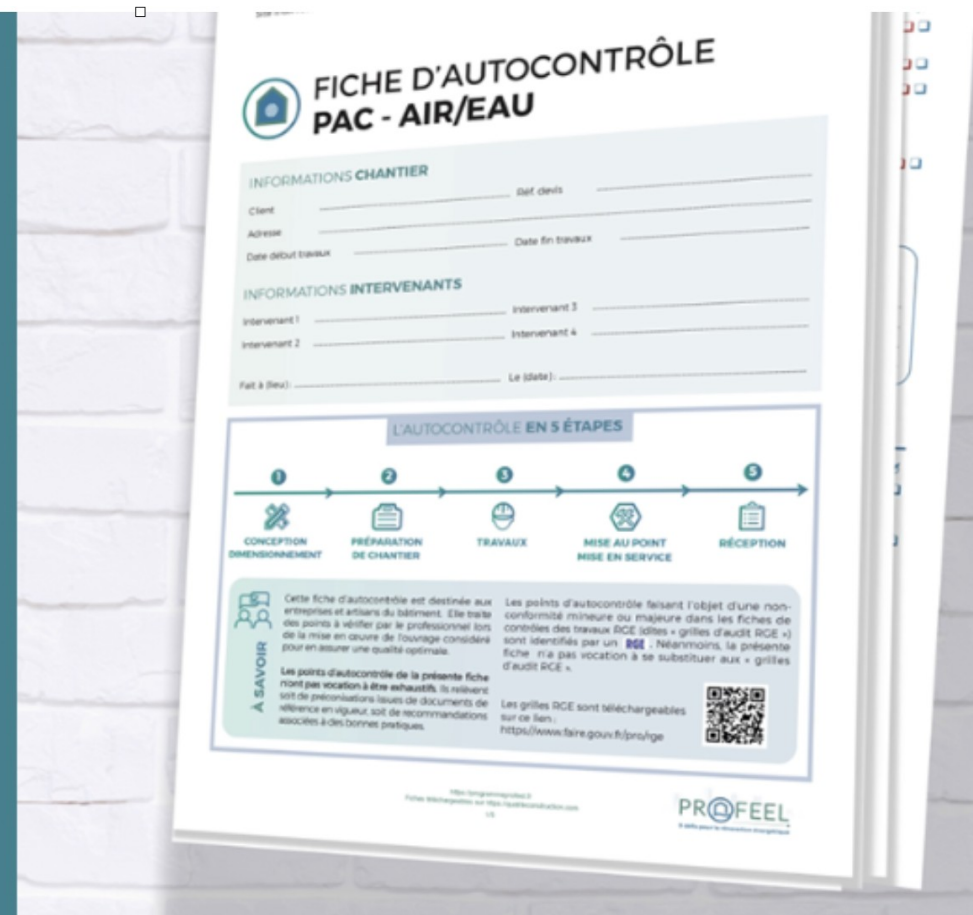 FICHE D'AUTOCONTRÔLE
PAC - AIR/EAU
INFORMATIONS CHANTIER
Client
Réf. devis
Adresse
Date début travaux
Date fin travaux
INFORMATIONS INTERVENANTS
Intervenant 1
Intervenant 3
Intervenant 2
Intervenant 4
Fait à (lieu) :
Le (date) :
L'AUTOCONTRÔLE EN 5 ÉTAPES
1
2
3
4
5
CONCEPTION
DIMENSIONNEMENT
PRÉPARATION
DE CHANTIER
TRAVAUX
MISE AU POINT
MISE EN SERVICE
RÉCEPTION
À SAVOIR
Cette fiche d'autocontrôle est destinée aux
entreprises et artisans du bâtiment. Elle traite
des points à vérifier par le professionnel lors
de la mise en œuvre de l'ouvrage considéré
pour en assurer une qualité optimale.
Les points d'autocontrôle de la présente fiche
n'ont pas vocation à être exhaustifs. Ils relèvent
soit de préconisations issues de documents de
référence en vigueur, soit de recommandations
associées à des bonnes pratiques.
Les points d'autocontrôle faisant l'objet d'une non-
conformité mineure ou majeure dans les fiches de
contrôles des travaux RGE (dites « grilles d'audit RGE »)
sont identifiés par un RGE . Néanmoins, la présente
fiche n'a pas vocation à se substituer aux « grilles
d'audit RGE ».
Les grilles RGE sont téléchargeables
sur ce lien :
https://www.faire.gouv.fr/pro/rge
PROFEEL